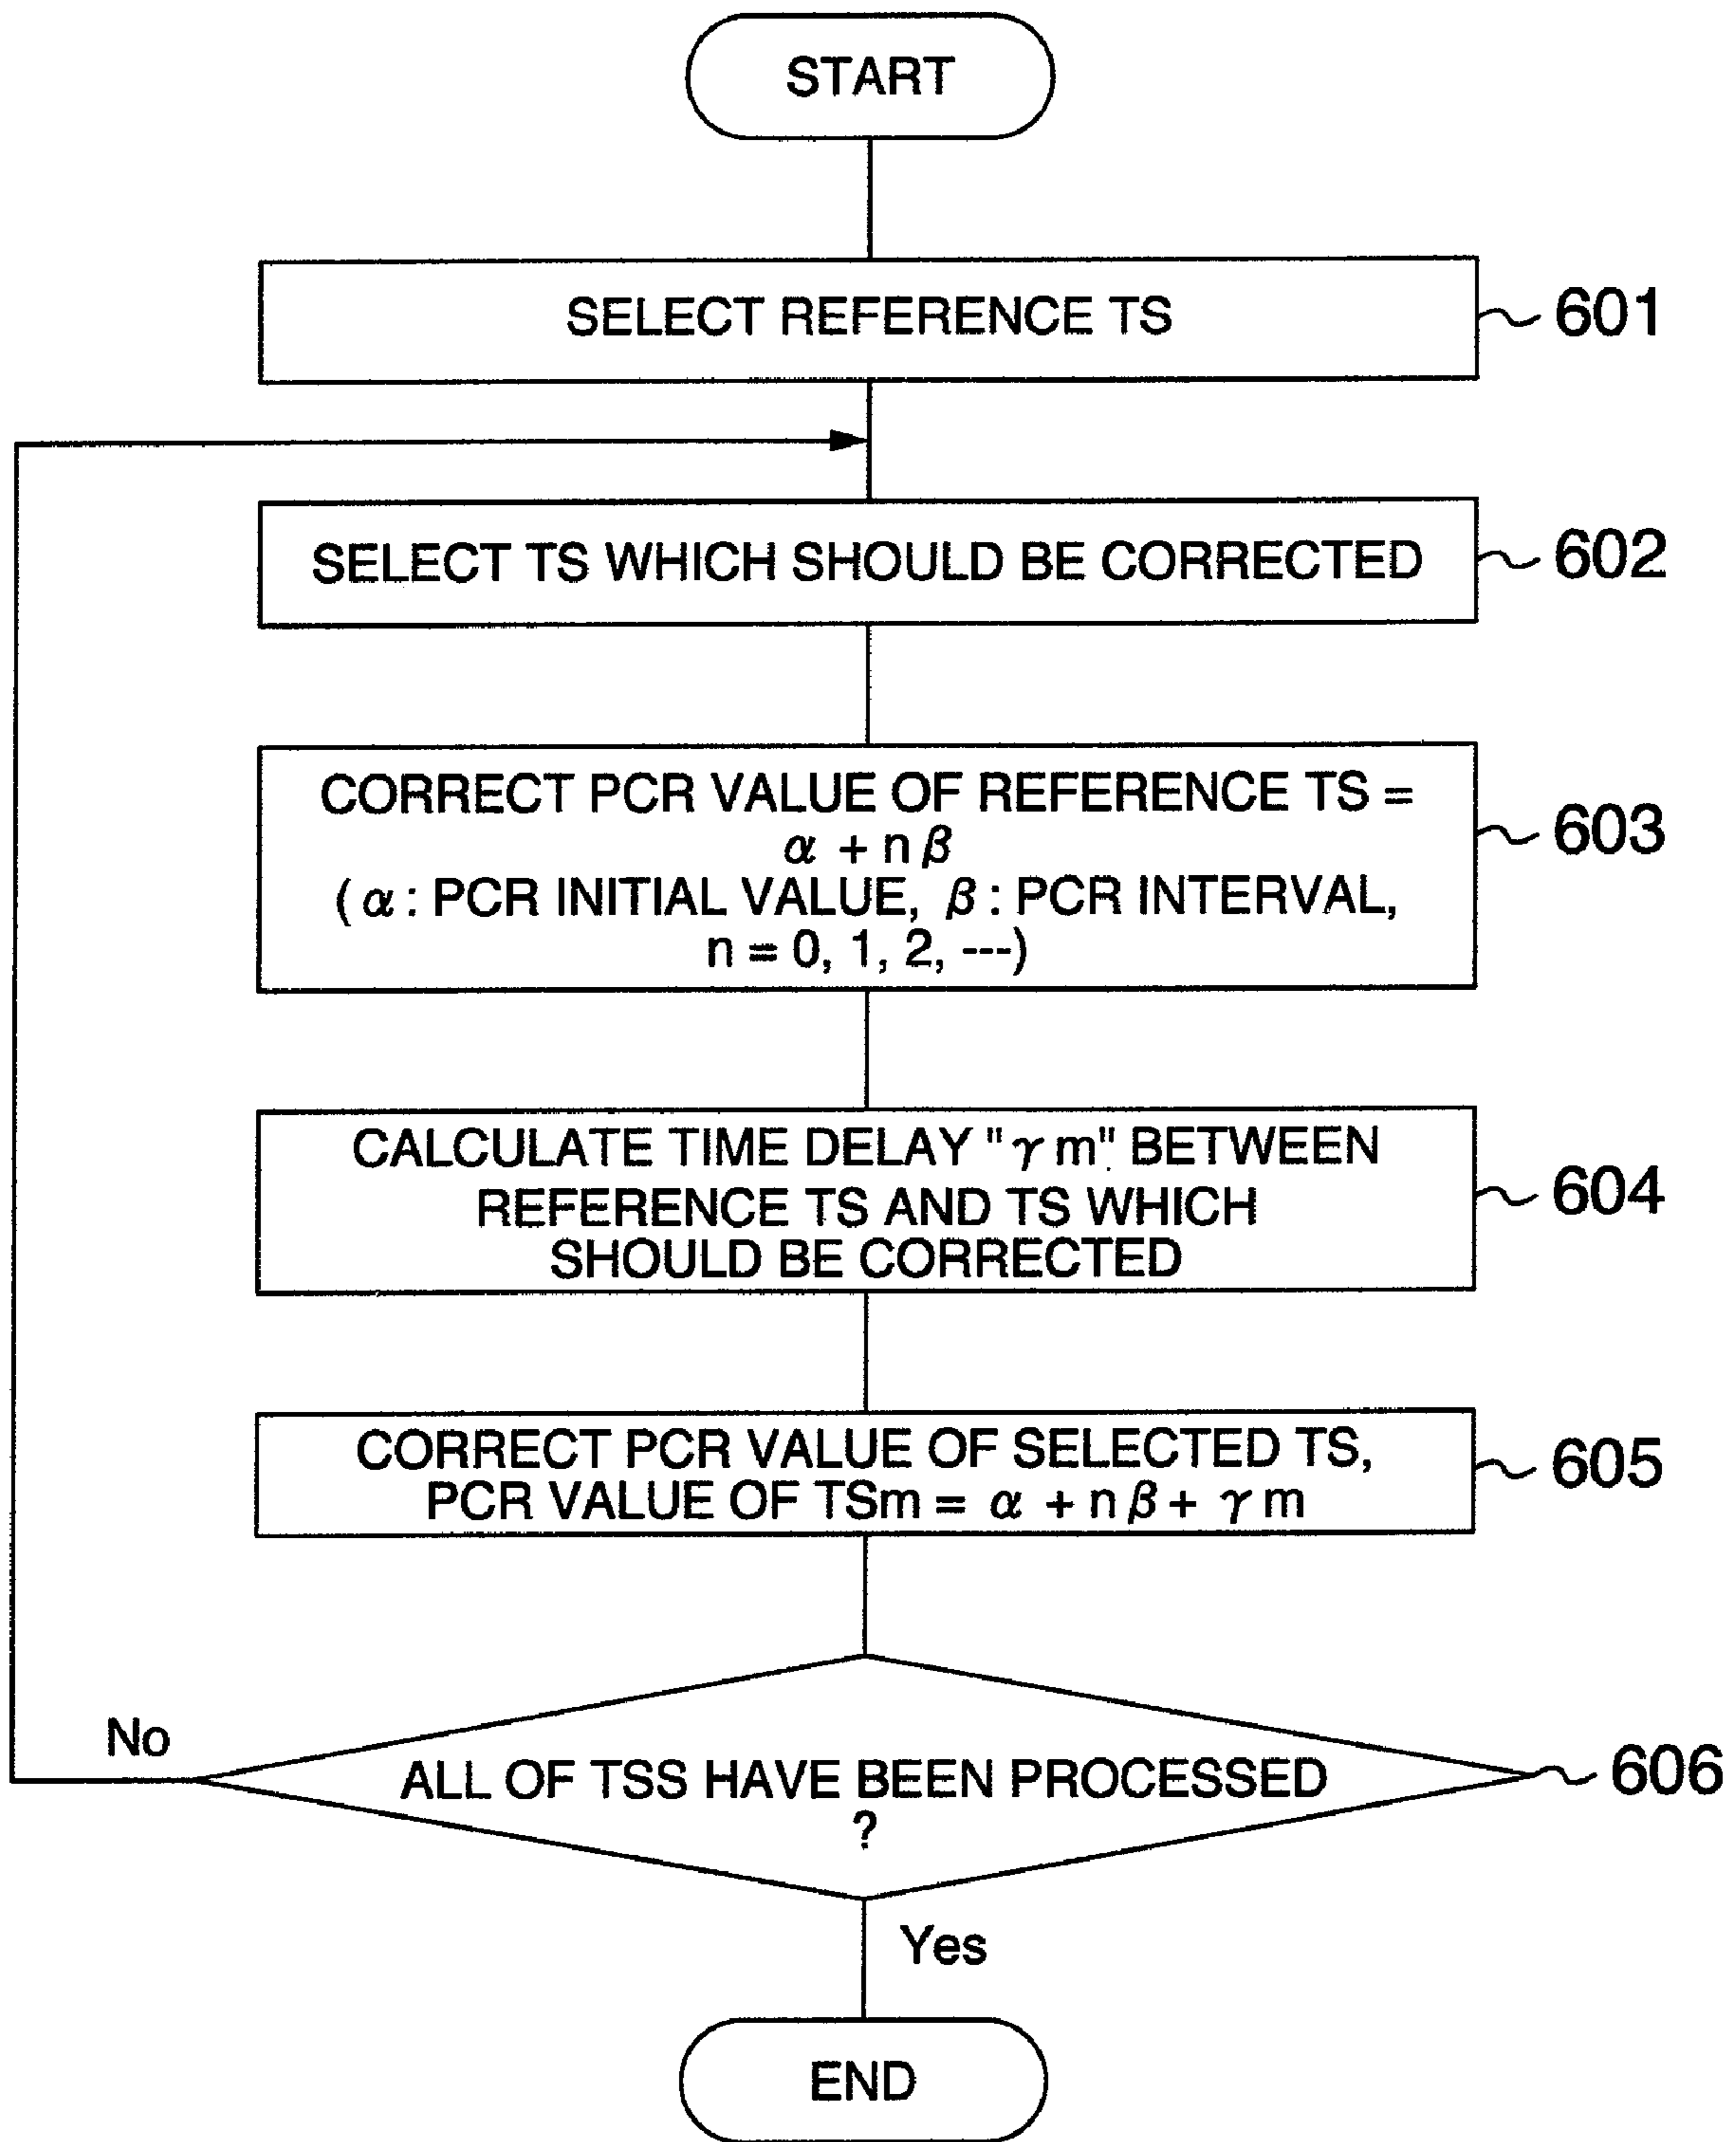 START
SELECT REFERENCE TS
601
SELECT TS WHICH SHOULD BE CORRECTED
602
CORRECT PCR VALUE OF REFERENCE TS =
α + nβ
(α : PCR INITIAL VALUE, β : PCR INTERVAL,
n = 0, 1, 2, ---)
603
CALCULATE TIME DELAY "γm" BETWEEN
REFERENCE TS AND TS WHICH
SHOULD BE CORRECTED
604
CORRECT PCR VALUE OF SELECTED TS,
PCR VALUE OF TSm = α + nβ + γm
605
No
ALL OF TSS HAVE BEEN PROCESSED
?
606
Yes
END